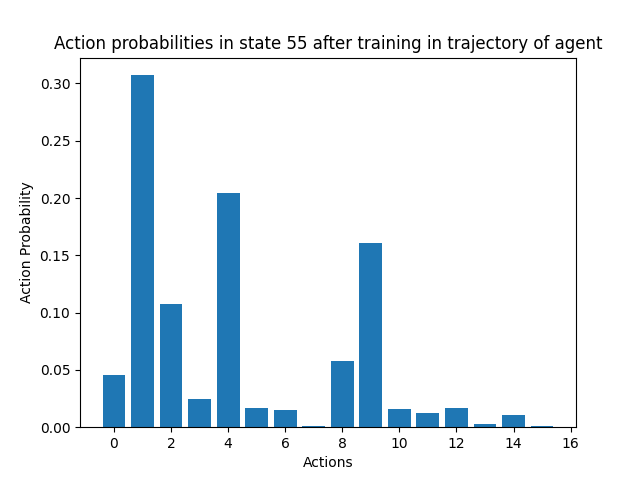 Action probabilities in state 55 after training in trajectory of agent
0.30
0.25
0.20
0.15
0.10
0.05
0.00
Action Probability
0 2 4 6 8 10 12 14 16
Actions